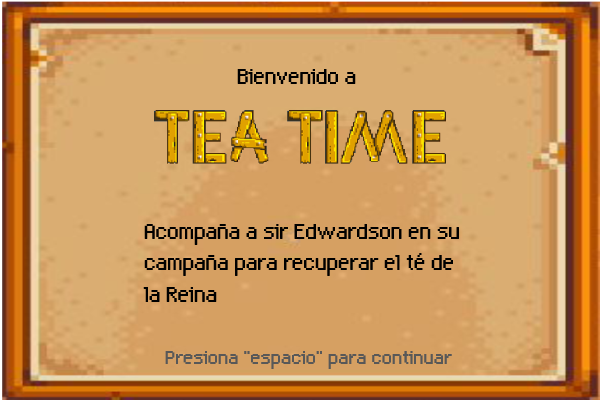 Bienvenido a
TEA TIME
Acompaña a sir Edwardson en su
campaña para recuperar el té de
la Reina
Presiona "espacio" para continuar